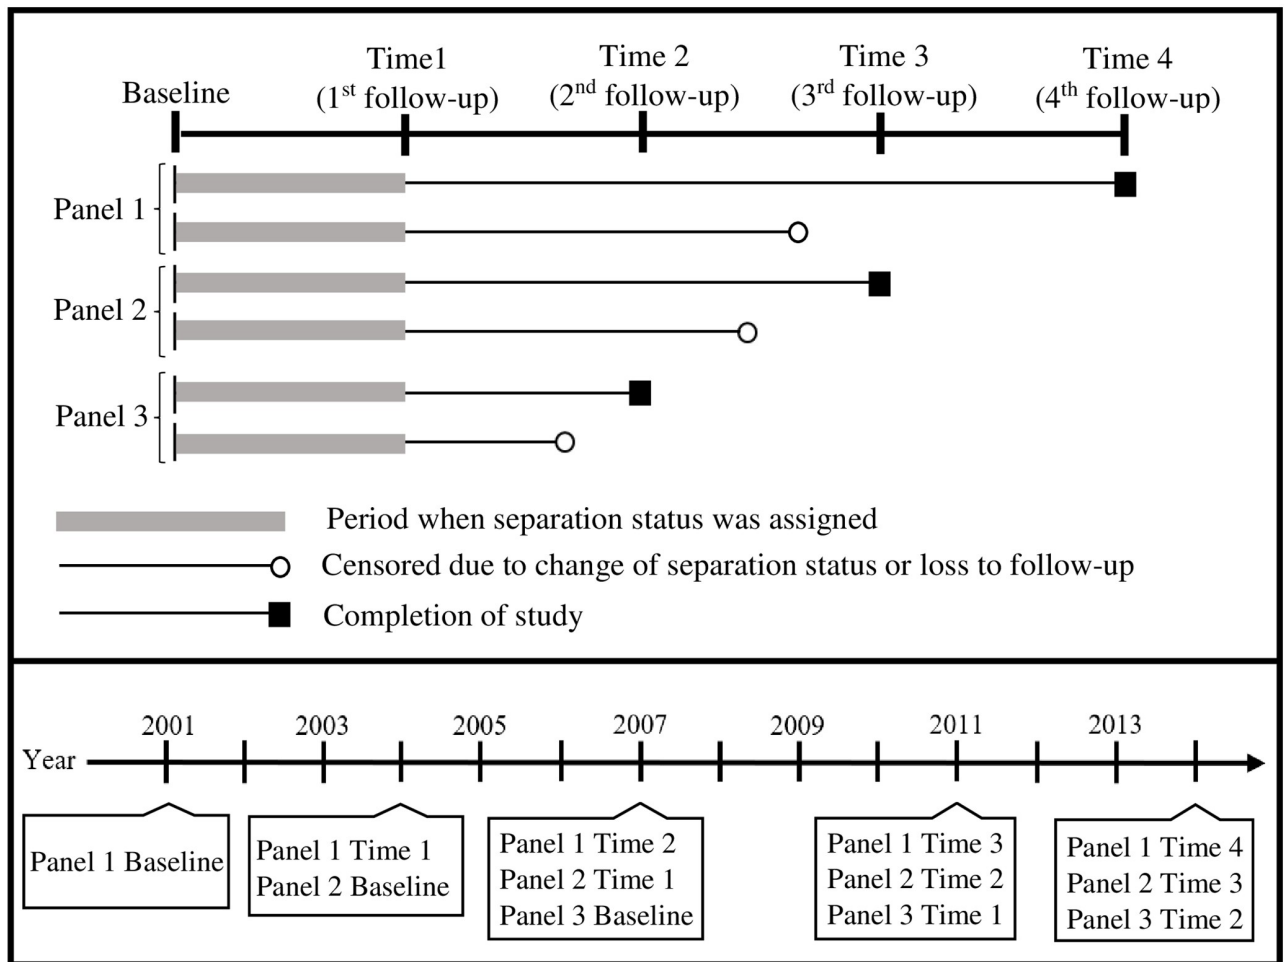 Baseline
Time1
(1st follow-up)
Time 2
(2nd follow-up)
Time 3
(3rd follow-up)
Time 4
(4th follow-up)
Panel 1
Panel 2
Panel 3
Period when separation status was assigned
Censored due to change of separation status or loss to follow-up
Completion of study
2001 2003 2005 2007 2009 2011 2013
Year
Panel 1 Baseline
Panel 1 Time 1
Panel 2 Baseline
Panel 1 Time 2
Panel 2 Time 1
Panel 3 Baseline
Panel 1 Time 3
Panel 2 Time 2
Panel 3 Time 1
Panel 1 Time 4
Panel 2 Time 3
Panel 3 Time 2